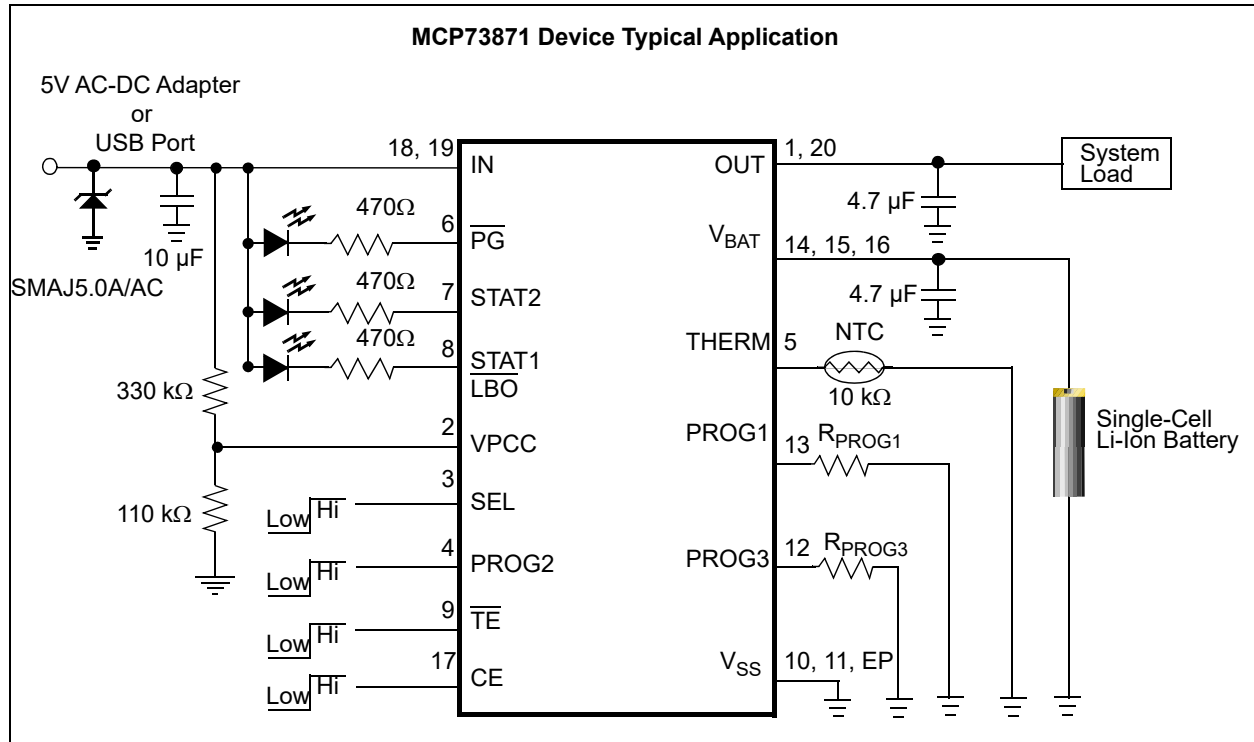 MCP73871 Device Typical Application
5V AC-DC Adapter
or
USB Port
18, 19
IN
OUT
1, 20
System
Load
10 µF
SMAJ5.0A/AC
470Ω
6
PG
4.7 µF
VBAT
14, 15, 16
470Ω
7
STAT2
4.7 µF
470Ω
8
STAT1
LBO
THERM
5
NTC
10 kΩ
330 kΩ
2
VPCC
PROG1
13
RPROG1
Single-Cell
Li-Ion Battery
110 kΩ
3
SEL
Low
Hi
4
PROG2
Low
Hi
PROG3
12
RPROG3
9
TE
Low
Hi
17
CE
Low
Hi
VSS
10, 11, EP